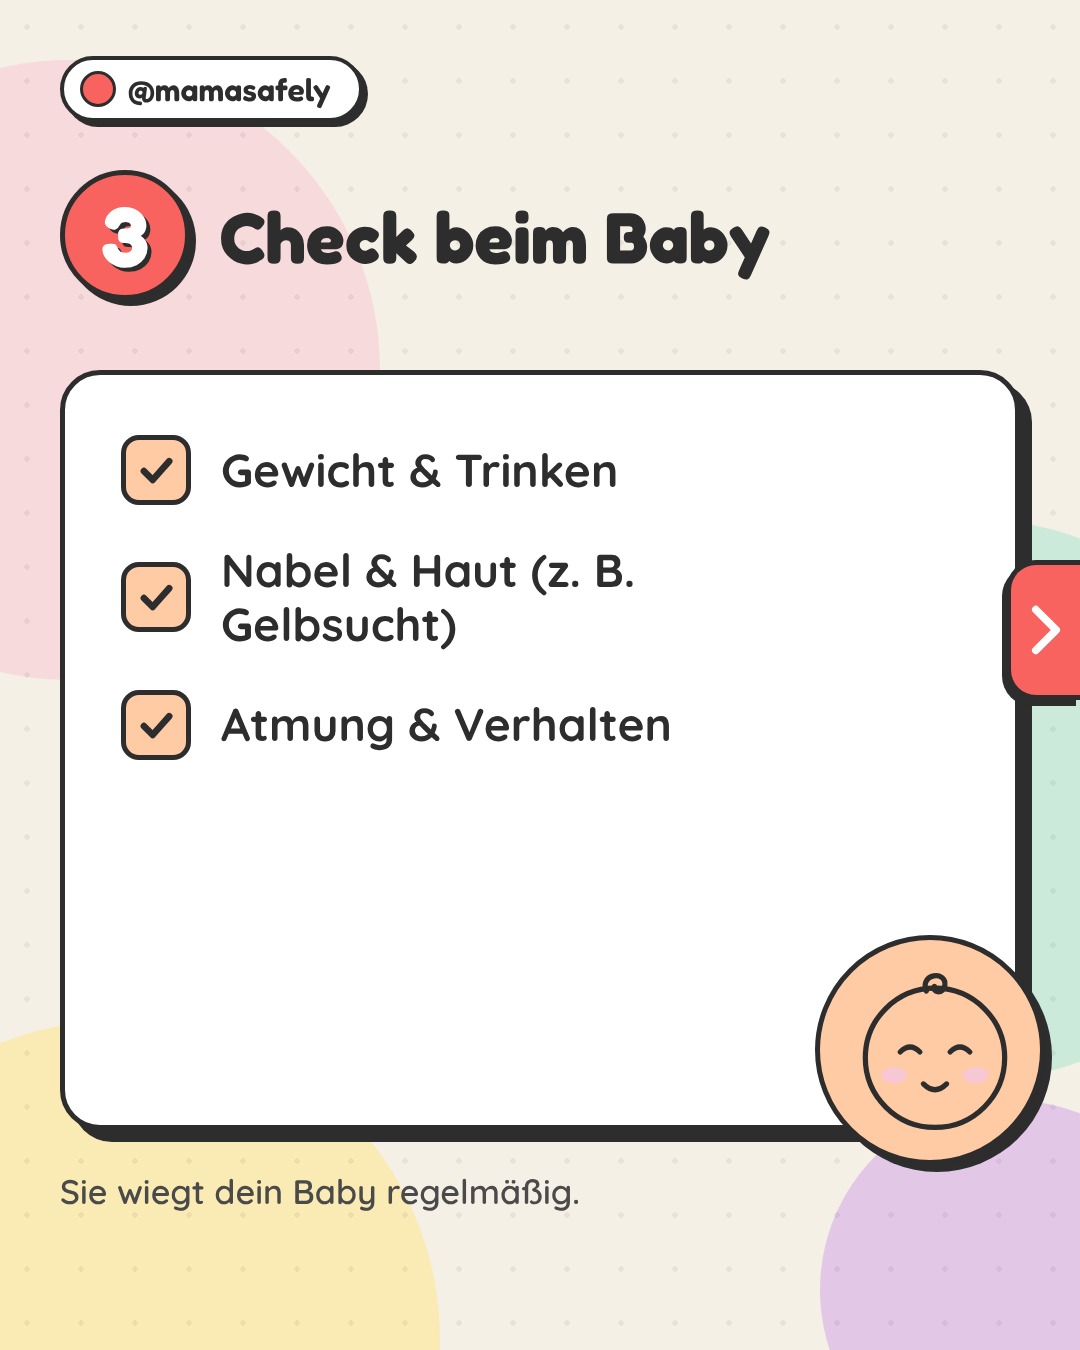 @mamasafely
3 Check beim Baby
Gewicht & Trinken
Nabel & Haut (z. B.
Gelbsucht)
Atmung & Verhalten
Sie wiegt dein Baby regelmäßig.